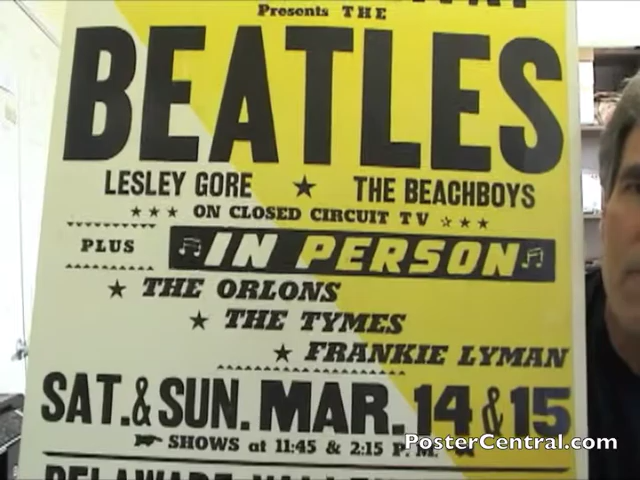 Presents THE
BEATLES
LESLEY GORE ★ THE BEACHBOYS
★ ★ ★ ON CLOSED CIRCUIT TV ☆ ★ ★
PLUS ♫ IN PERSON ♫
★ THE ORLONS
★ THE TYMES
★ FRANKIE LYMAN
SAT. & SUN. MAR. 14 & 15
SHOWS at 11:45 & 2:15 P. M.
PosterCentral.com